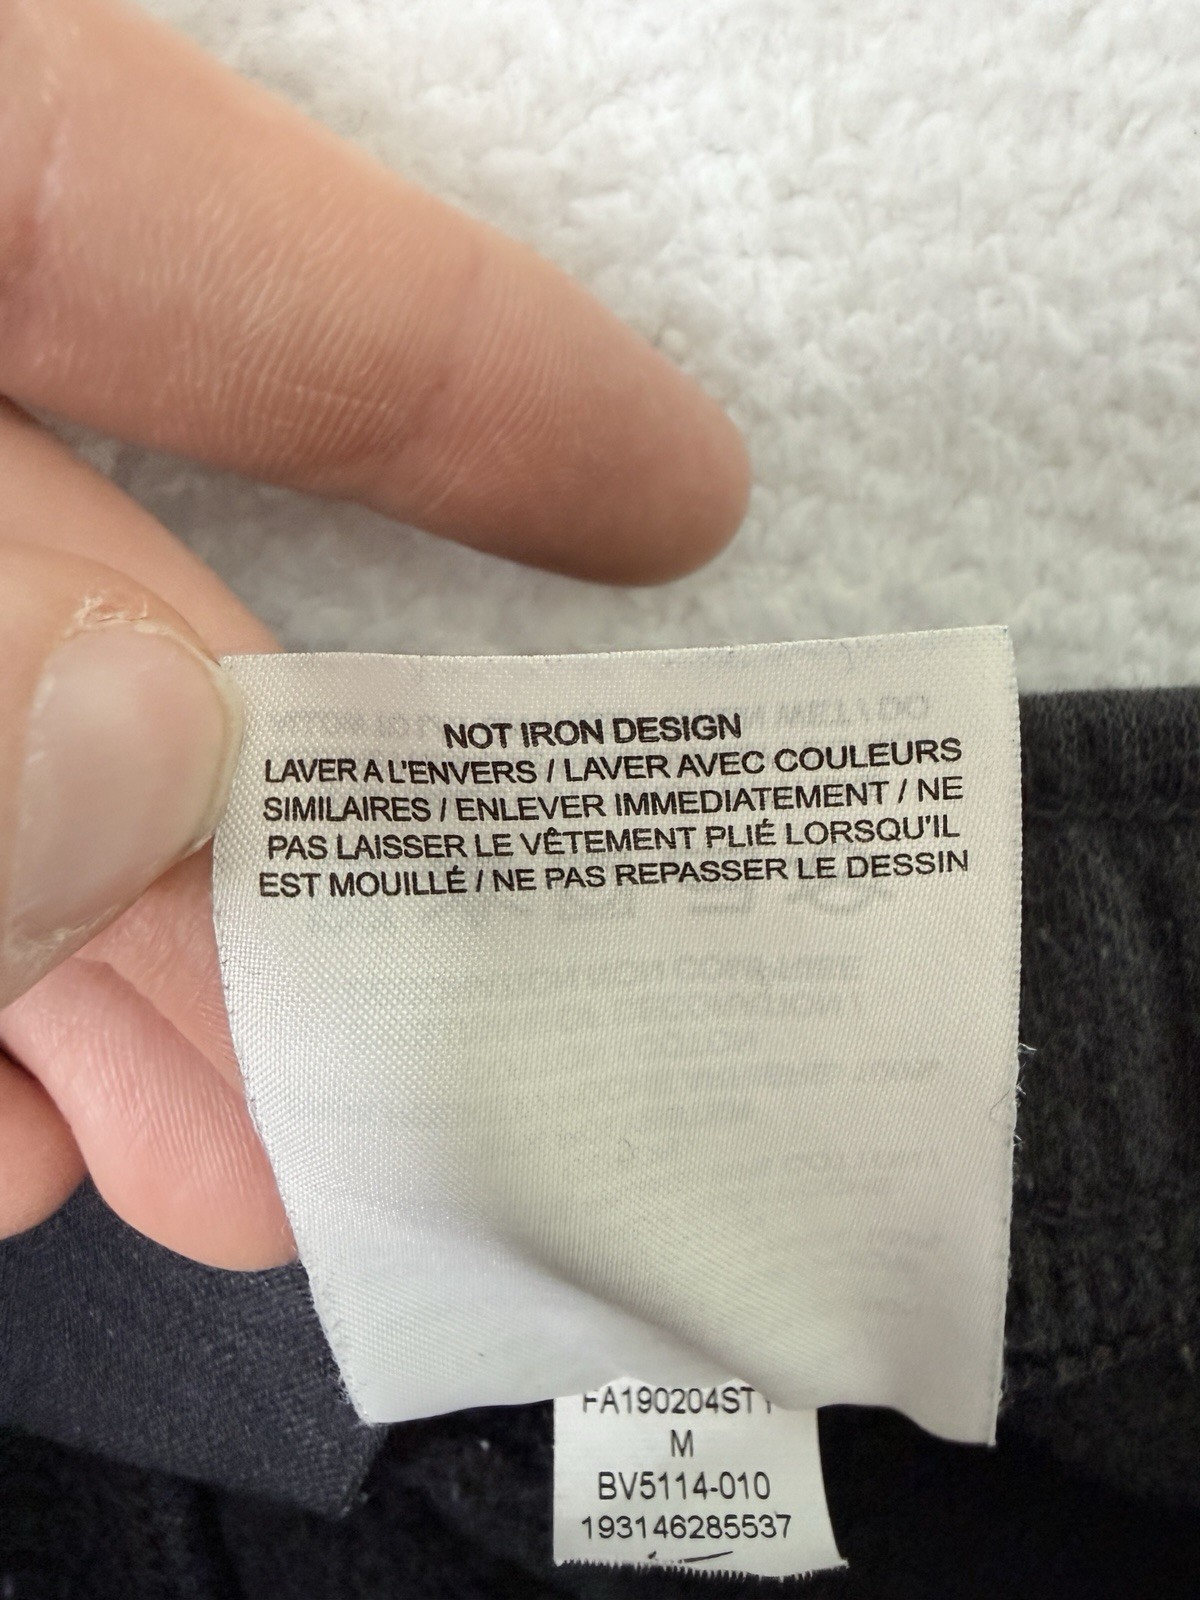 NOT IRON DESIGN
LAVER A L'ENVERS / LAVER AVEC COULEURS
SIMILAIRES / ENLEVER IMMEDIATEMENT / NE
PAS LAISSER LE VÊTEMENT PLIÉ LORSQU'IL
EST MOUILLÉ / NE PAS REPASSER LE DESSIN
M
BV5114-010
193146285537